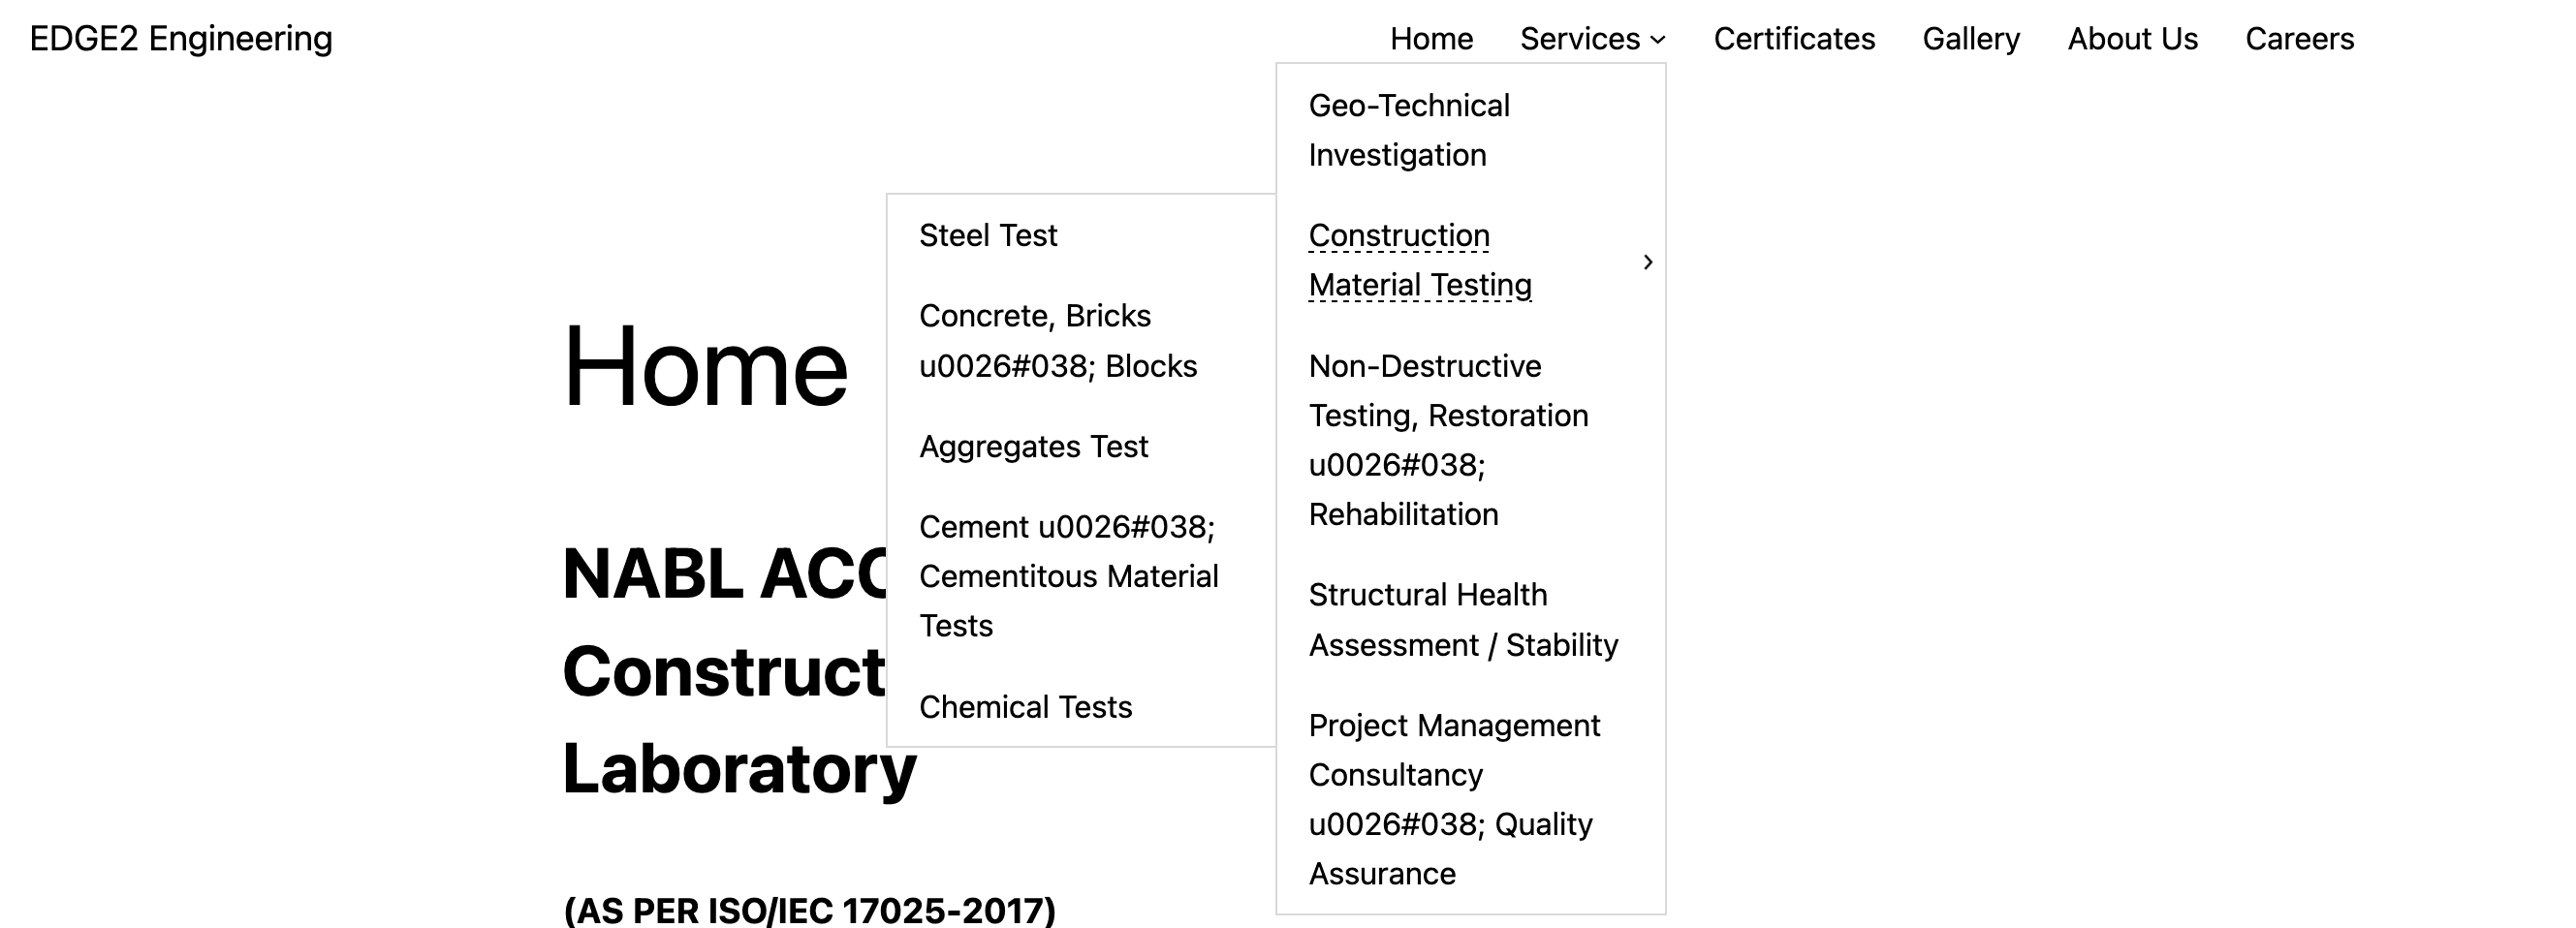 EDGE2 Engineering
Home
Services
Certificates
Gallery
About Us
Careers
Geo-Technical
Investigation
Construction
Material Testing
Non-Destructive
Testing, Restoration
u0026#038;
Rehabilitation
Structural Health
Assessment / Stability
Project Management
Consultancy
u0026#038; Quality
Assurance
Steel Test
Concrete, Bricks
u0026#038; Blocks
Aggregates Test
Cement u0026#038;
Cementitous Material
Tests
Chemical Tests
Home
NABL
Construct
Laboratory
(AS PER ISO/IEC 17025-2017)